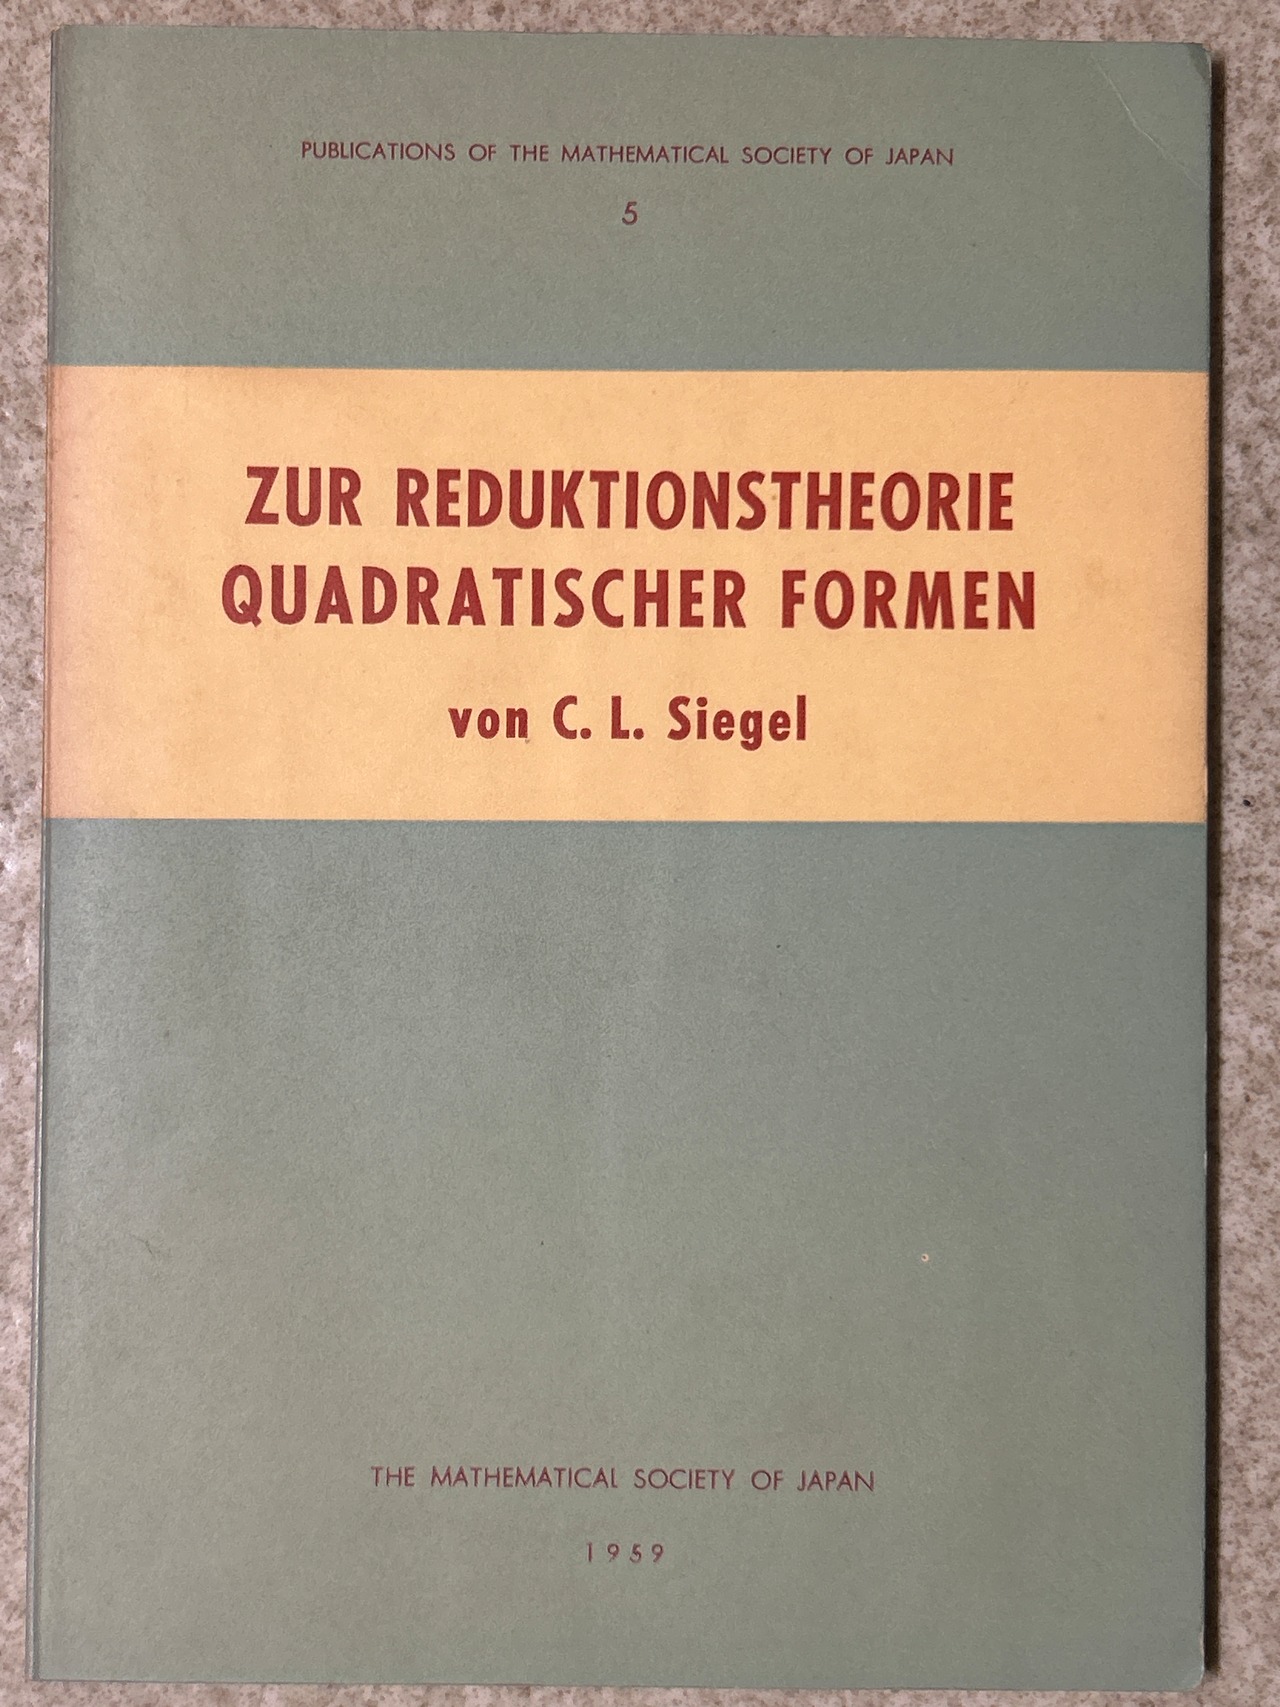 PUBLICATIONS OF THE MATHEMATICAL SOCIETY OF JAPAN
5
ZUR REDUKTIONSTHEORIE
QUADRATISCHER FORMEN
von C. L. Siegel
THE MATHEMATICAL SOCIETY OF JAPAN
1959